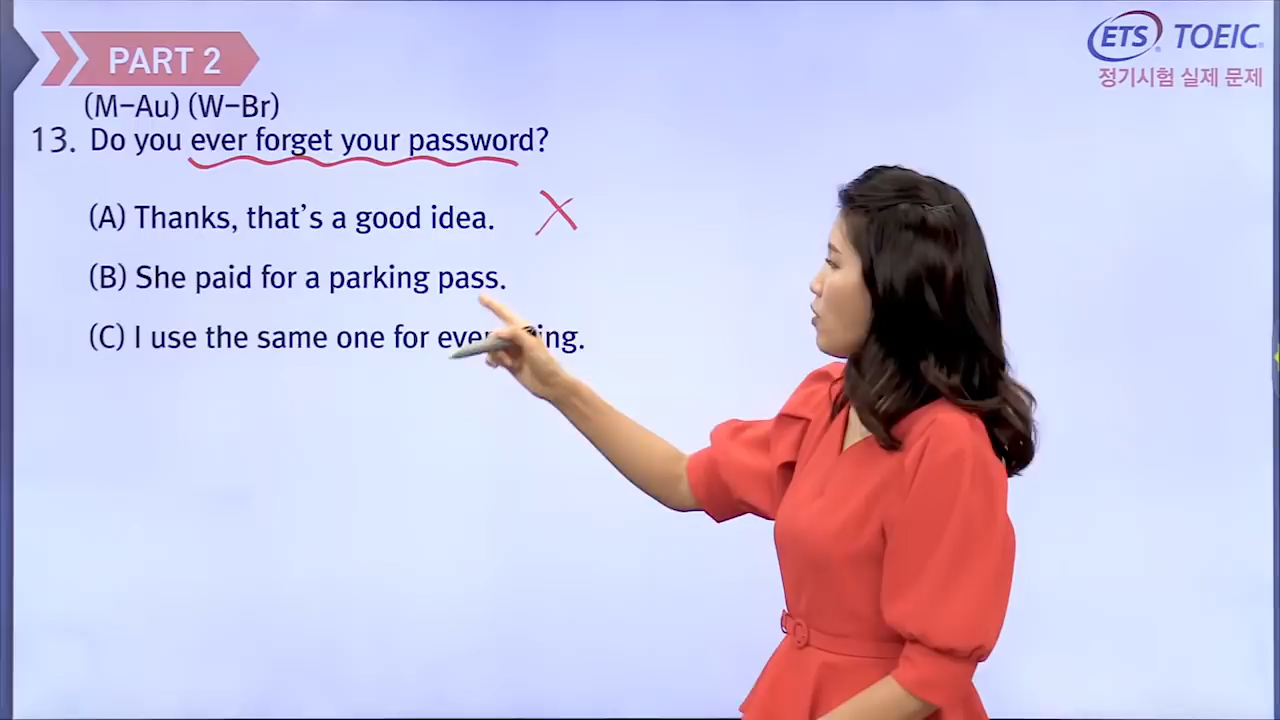 PART 2
ETS TOEIC
정기시험 실제 문제
(M-Au) (W-Br)
13. Do you ever forget your password?
(A) Thanks, that's a good idea. X
(B) She paid for a parking pass.
(C) I use the same one for